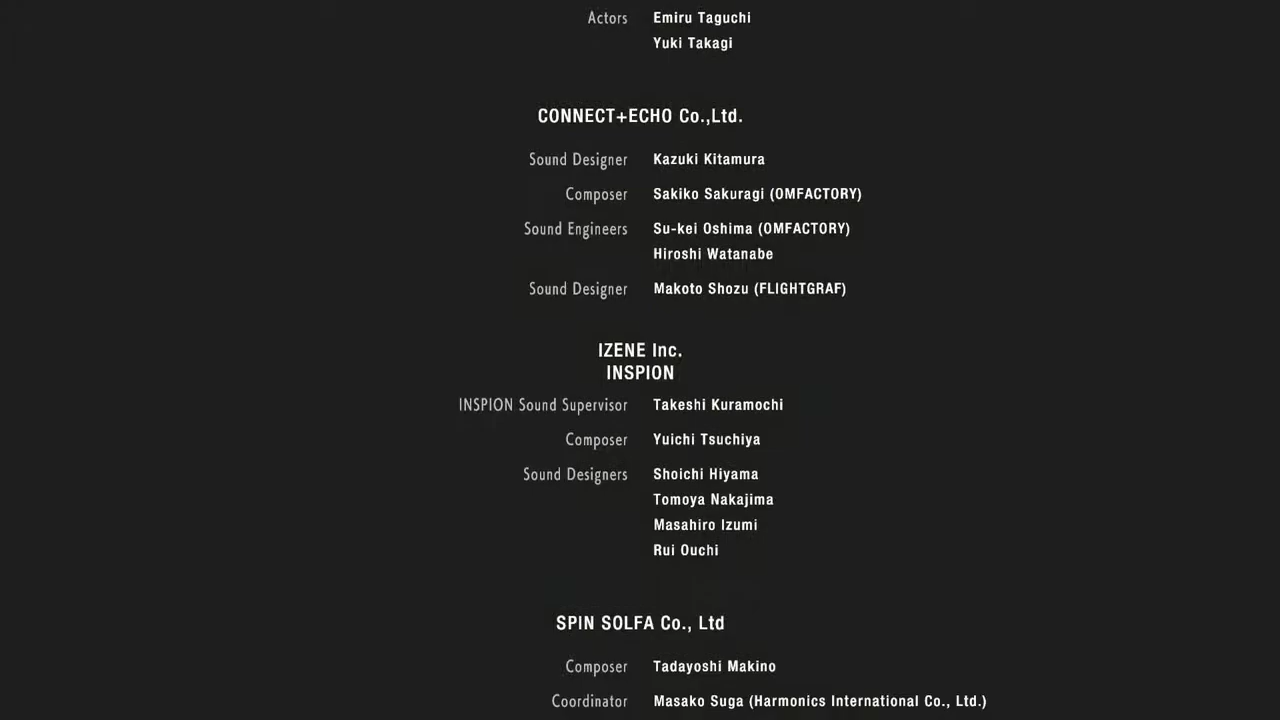 Actors Emiru Taguchi
Yuki Takagi
CONNECT+ECHO Co.,Ltd.
Sound Designer Kazuki Kitamura
Composer Sakiko Sakuragi (OMFACTORY)
Sound Engineers Su-kei Oshima (OMFACTORY)
Hiroshi Watanabe
Sound Designer Makoto Shozu (FLIGHTGRAF)
IZENE Inc.
INSPION
INSPION Sound Supervisor Takeshi Kuramochi
Composer Yuichi Tsuchiya
Sound Designers Shoichi Hiyama
Tomoya Nakajima
Masahiro Izumi
Rui Ouchi
SPIN SOLFA Co., Ltd
Composer Tadayoshi Makino
Coordinator Masako Suga (Harmonics International Co., Ltd.)